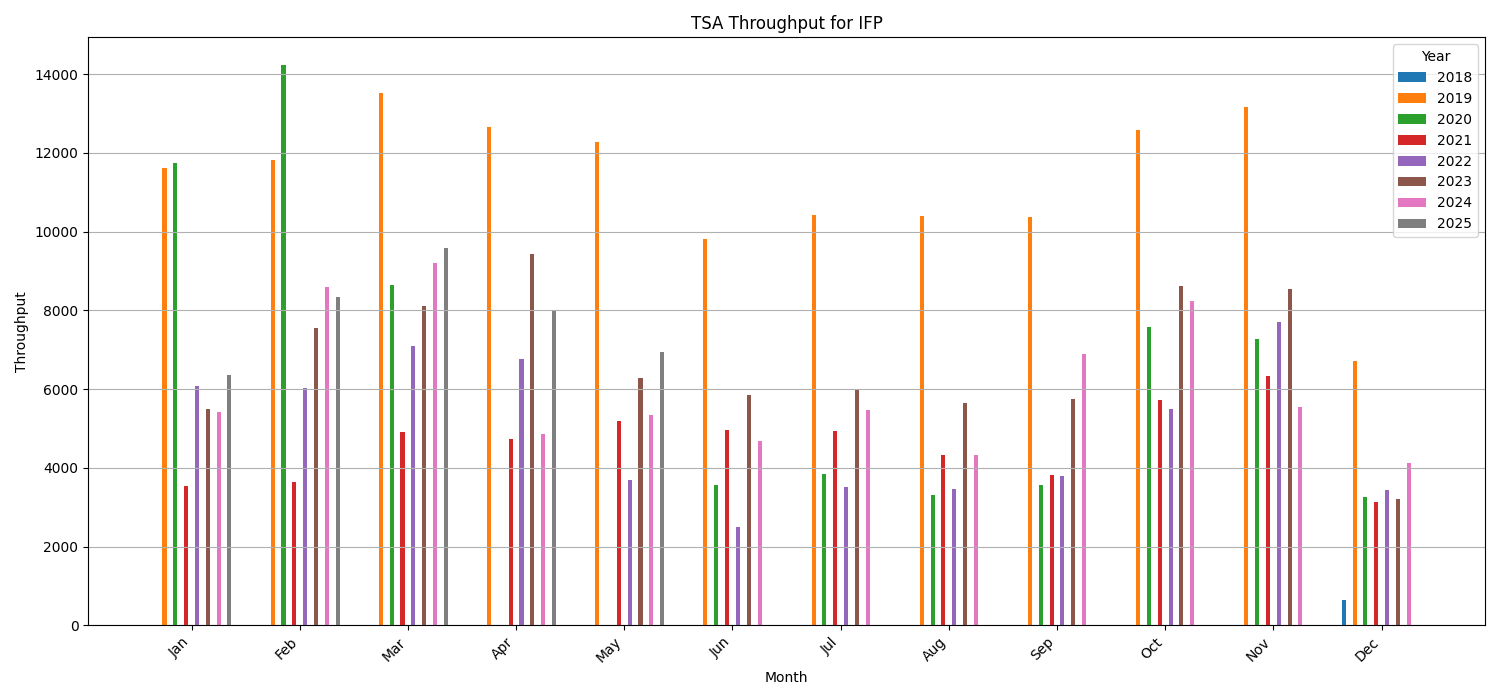 TSA Throughput for IFP
Year
2018
2019
2020
2021
2022
2023
2024
2025
Throughput
14000
12000
10000
8000
6000
4000
2000
0
Jan
Feb
Mar
Apr
May
Jun
Jul
Aug
Sep
Oct
Nov
Dec
Month